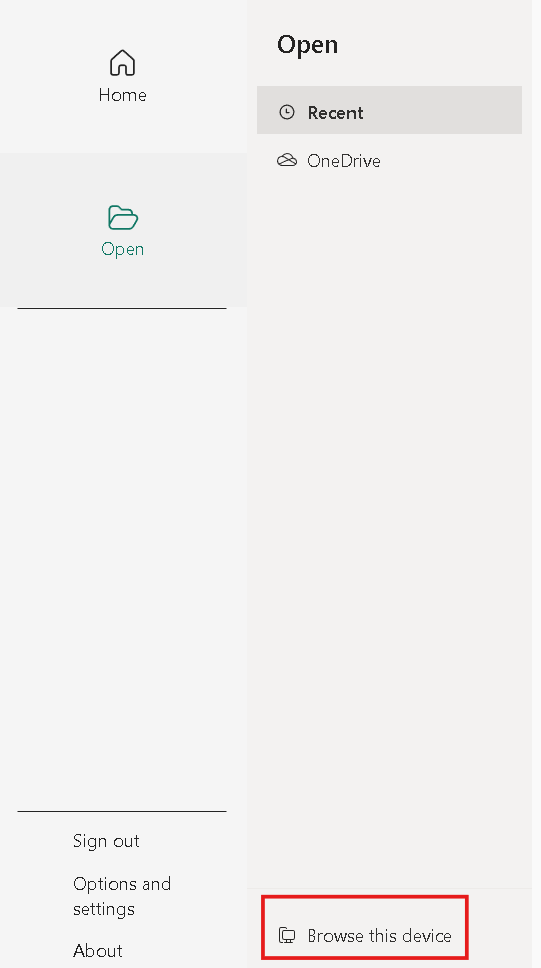 Home
Open
Sign out
Options and
settings
About
Open
Recent
OneDrive
Browse this device